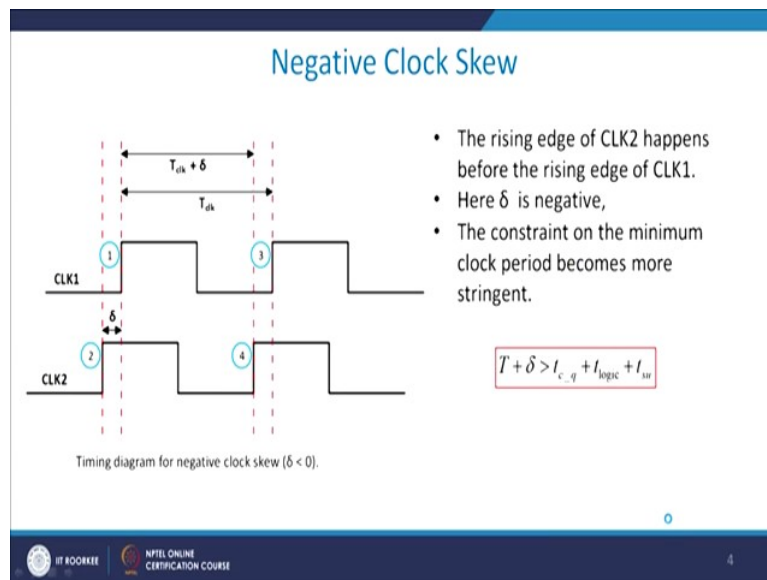 Negative Clock Skew
T_clk + δ
T_clk
1
3
CLK1
δ
2
4
CLK2
Timing diagram for negative clock skew (δ < 0).
• The rising edge of CLK2 happens
before the rising edge of CLK1.
• Here δ is negative,
• The constraint on the minimum
clock period becomes more
stringent.
T + δ > t_c_q + t_logic + t_su
IIT ROORKEE
NPTEL ONLINE
CERTIFICATION COURSE
4